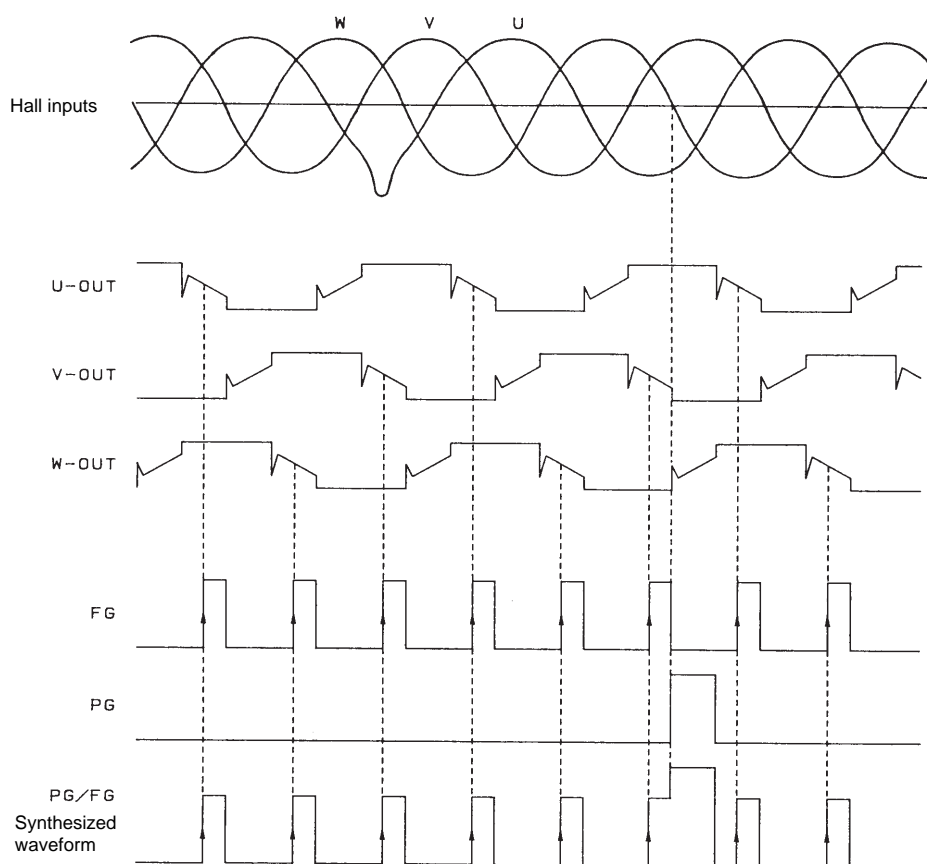 W V U
Hall inputs
U-OUT
V-OUT
W-OUT
FG
PG
PG/FG
Synthesized
waveform